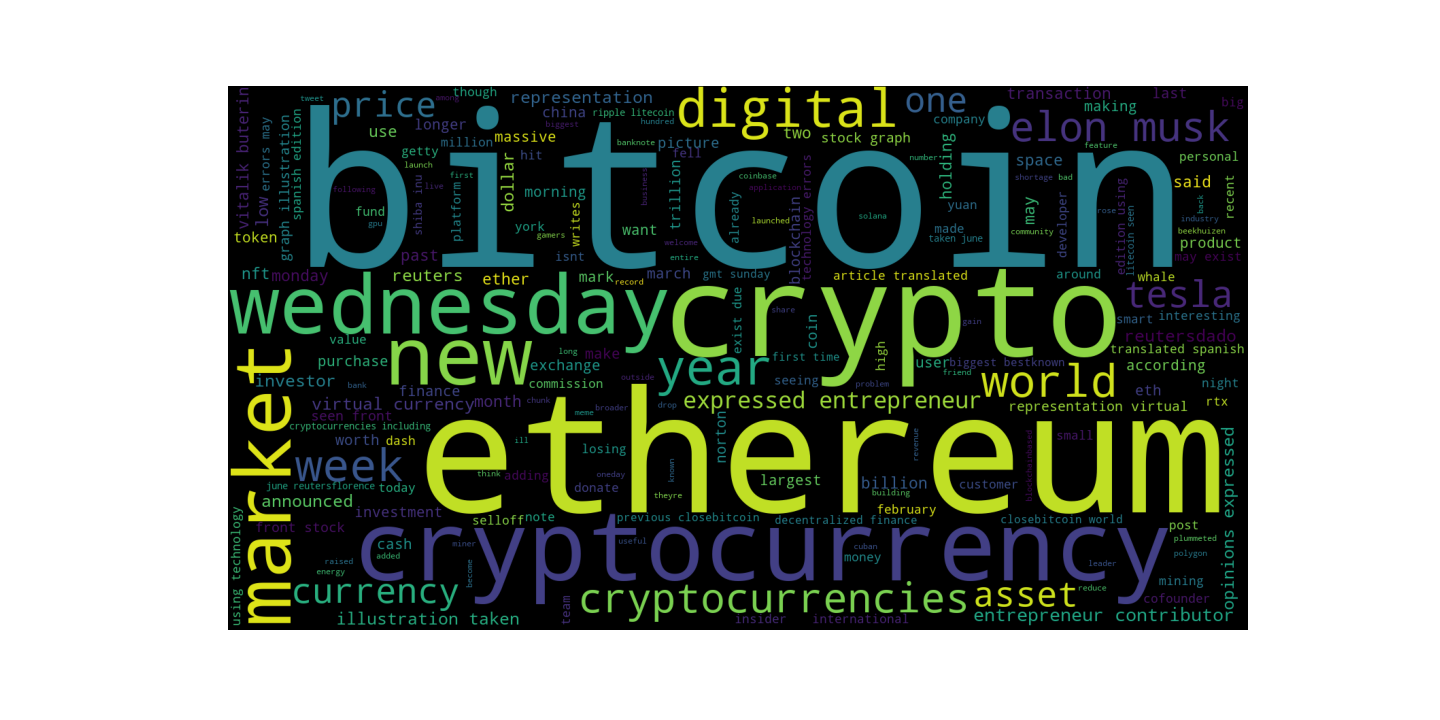 bitcoin
ethereum
crypto
cryptocurrency
wednesday
new
market
digital
year
world
week
elon musk
tesla
price
one
currency
cryptocurrencies
asset
expressed entrepreneur
entrepreneur contributor
illustration taken
opinions expressed
virtual currency
representation
representation virtual
vitalik buterin
low errors may
graph illustration
spanish edition
tweet
among
though
biggest
china
ripple litecoin
hundred
banknote
two
stock graph
company
making
transaction
last
big
feature
personal
said
recent
use
longer
million
massive
getty
hit
picture
fell
launch
following
fund
gpu
shiba inu
live
first
platform
dollar
morning
york
gamers
writes
want
isnt
business
trillion
welcome
entire
coinbase
already
application
launched
blockchain
technology errors
solana
number
holding
space
yuan
made
taken june
shortage
community
may
developer
bad
rose
edition using
litecoin seen
back
industry
beekhuizen
product
may exist
token
nft
monday
past
reuters
ether
mark
record
march
gmt sunday
article translated
around
whale
smart
interesting
reutersdado
translated spanish
according
value
purchase
investor
bank
finance
long
make
exchange
commission
outside
exist due
share
coin
first time
seeing
high
gain
user
biggest bestknown
problem
friend
eth
night
rtx
month
seen front
chunk
meme
broader
drop
cryptocurrencies including
worth
dash
ill
losing
norton
revenue
small
blockchainbased
june reutersflorence
today
think
adding
oneday
known
donate
theyre
largest
billion
building
customer
announced
investment
february
using technology
front stock
selloff
note
previous closebitcoin
decentralized finance
closebitcoin world
post
plummeted
cash
miner
useful
cuban
money
leader
polygon
raised
added
energy
become
mining
reduce
cofounder
team
insider
international